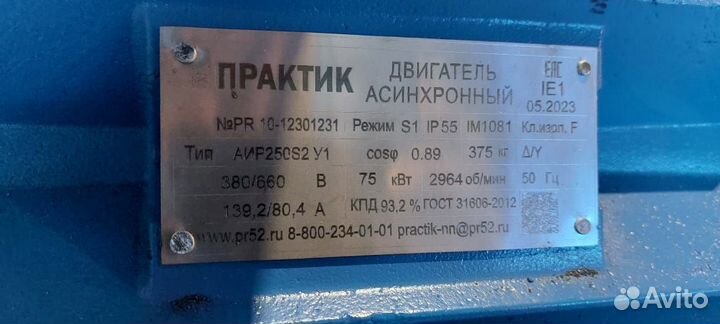 ПРАКТИК ДВИГАТЕЛЬ АСИНХРОННЫЙ
ЕАС
IE1
05.2023
№PR 10-12301231 Режим S1 IP55 IM1081 Кл.изол. F
Тип АИР250S2 У1 cosφ 0.89 375 кг Δ/Y
380/660 В 75 кВт 2964 об/мин 50 Гц
139,2/80,4 А КПД 93,2 % ГОСТ 31606-2012
www.pr52.ru 8-800-234-01-01 practik-nn@pr52.ru
Avito